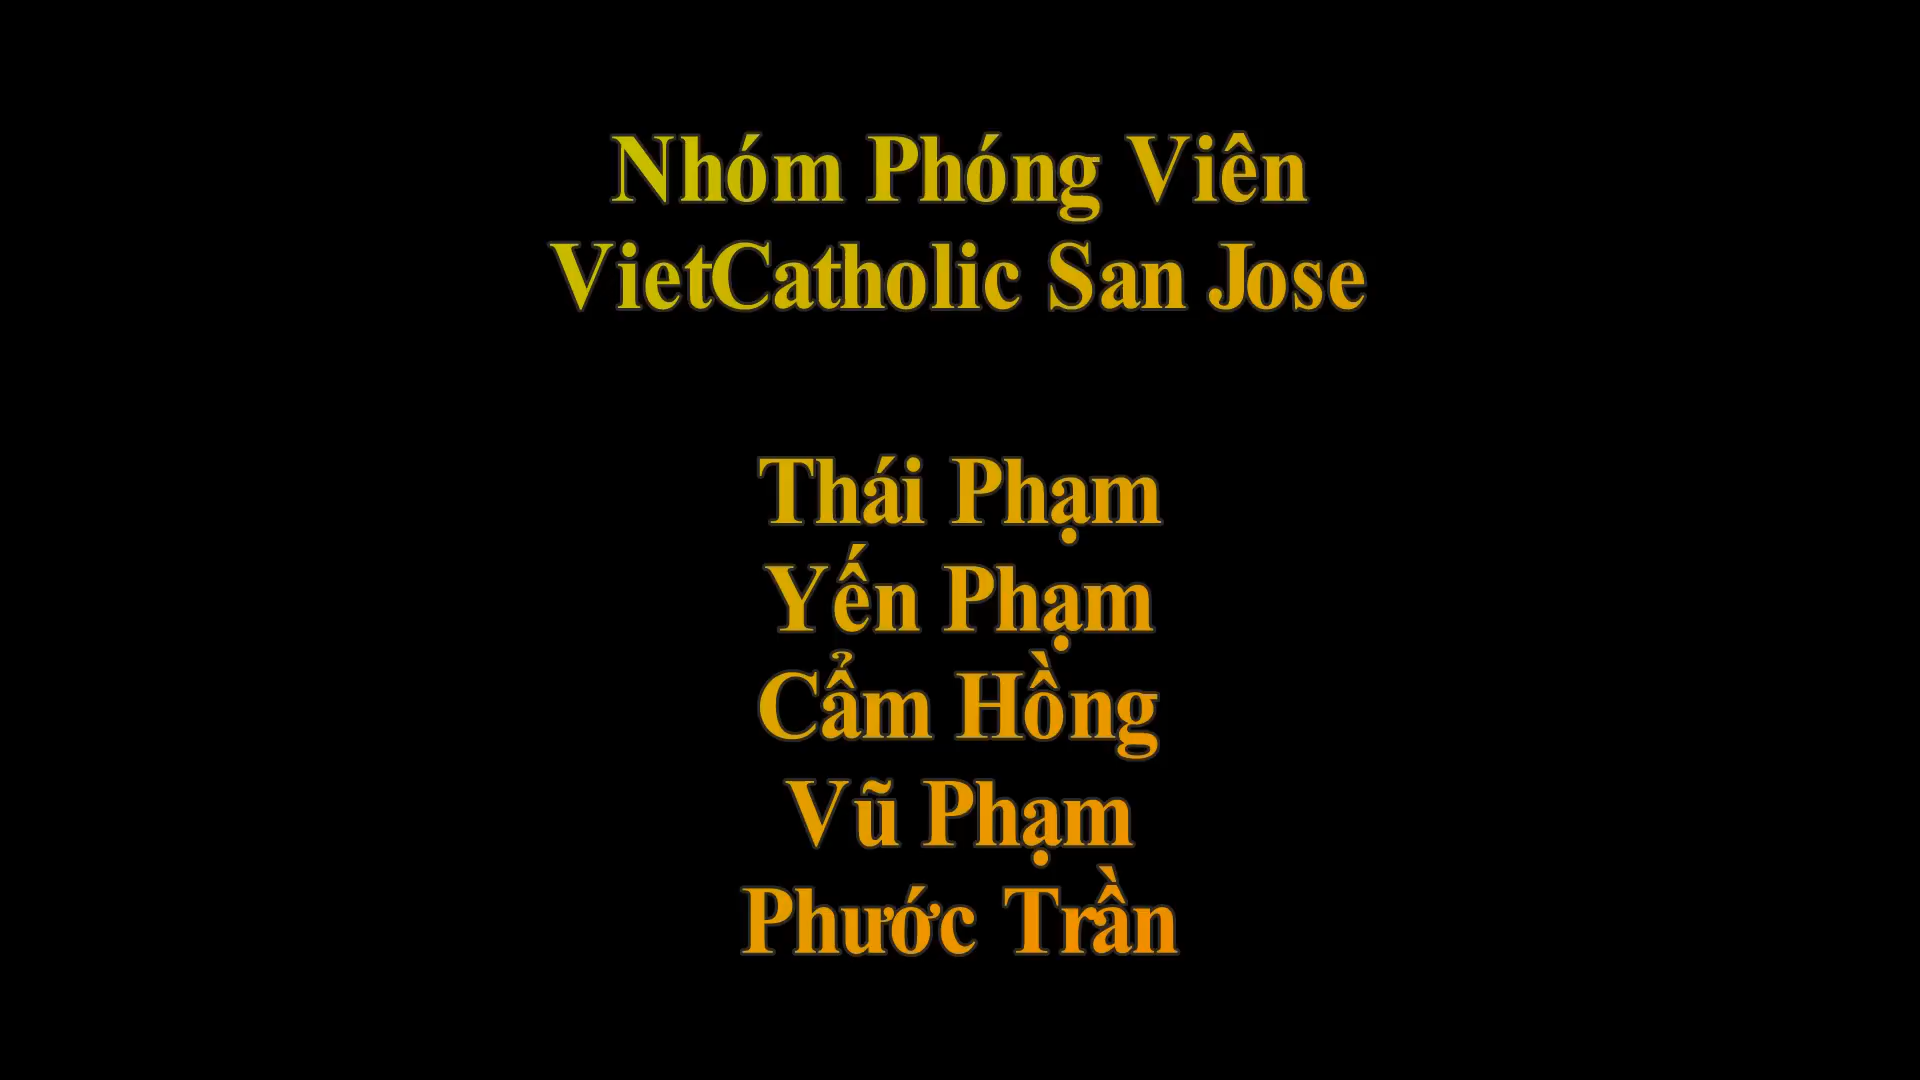 Nhóm Phóng Viên
VietCatholic San Jose
Thái Phạm
Yến Phạm
Cẩm Hồng
Vũ Phạm
Phước Trần